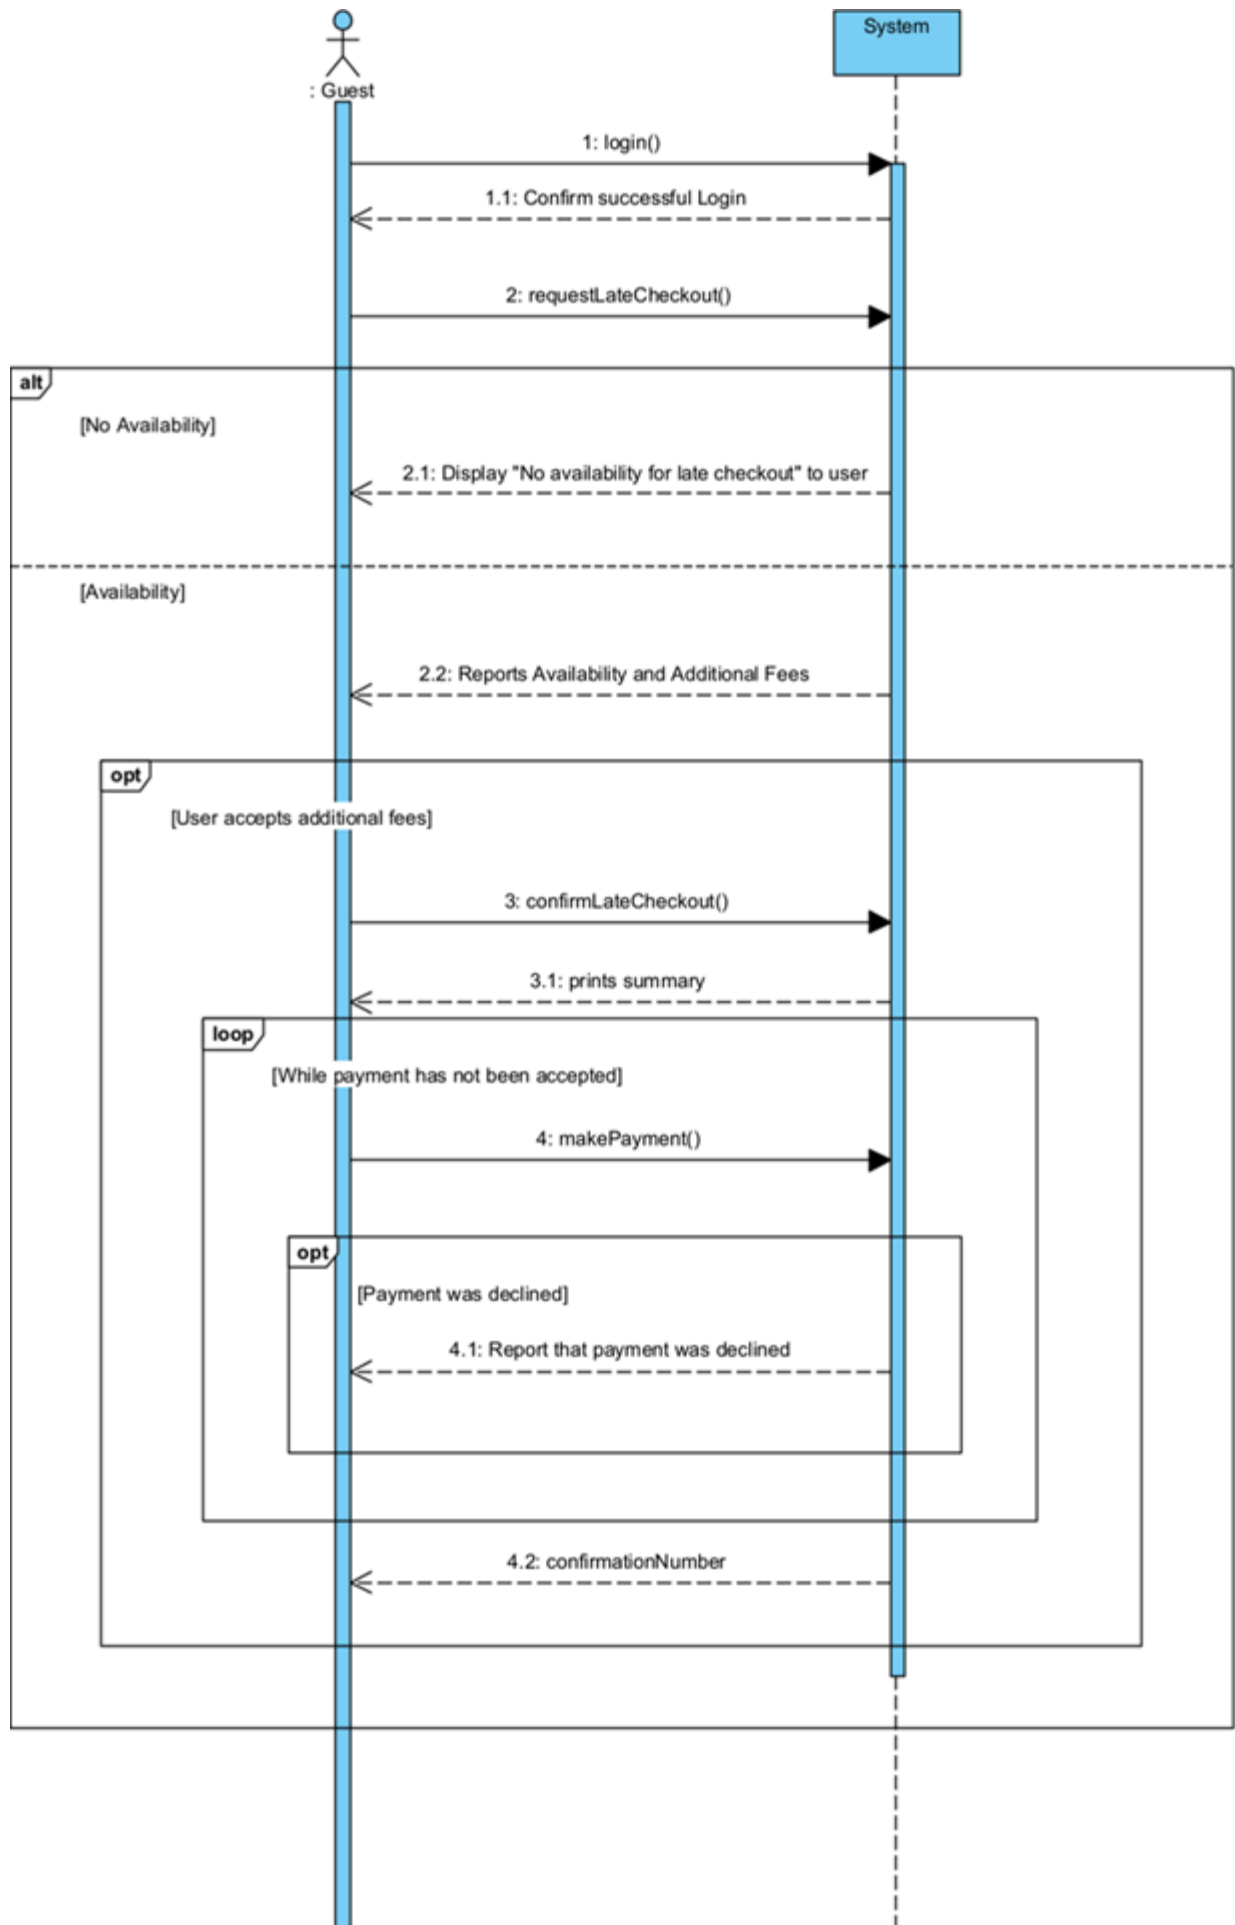 System
: Guest
1: login()
1.1: Confirm successful Login
2: requestLateCheckout()
alt
[No Availability]
2.1: Display "No availability for late checkout" to user
[Availability]
2.2: Reports Availability and Additional Fees
opt
[User accepts additional fees]
3: confirmLateCheckout()
3.1: prints summary
loop
[While payment has not been accepted]
4: makePayment()
opt
[Payment was declined]
4.1: Report that payment was declined
4.2: confirmationNumber